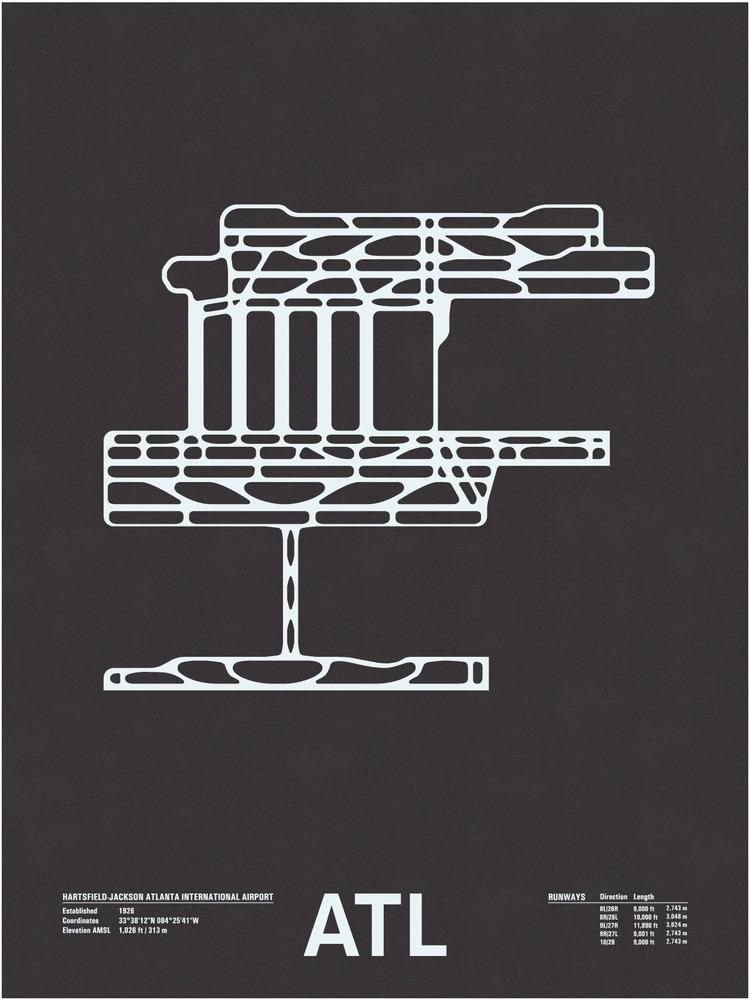 HARTSFIELD-JACKSON ATLANTA INTERNATIONAL AIRPORT
Established 1926
Coordinates 33°38'12"N 084°25'41"W
Elevation AMSL 1,026 ft / 313 m
ATL
RUNWAYS Direction Length
8L/26R 9,000 ft 2,743 m
8R/26L 10,000 ft 3,048 m
9L/27R 11,890 ft 3,624 m
9R/27L 9,001 ft 2,743 m
10/28 9,000 ft 2,743 m